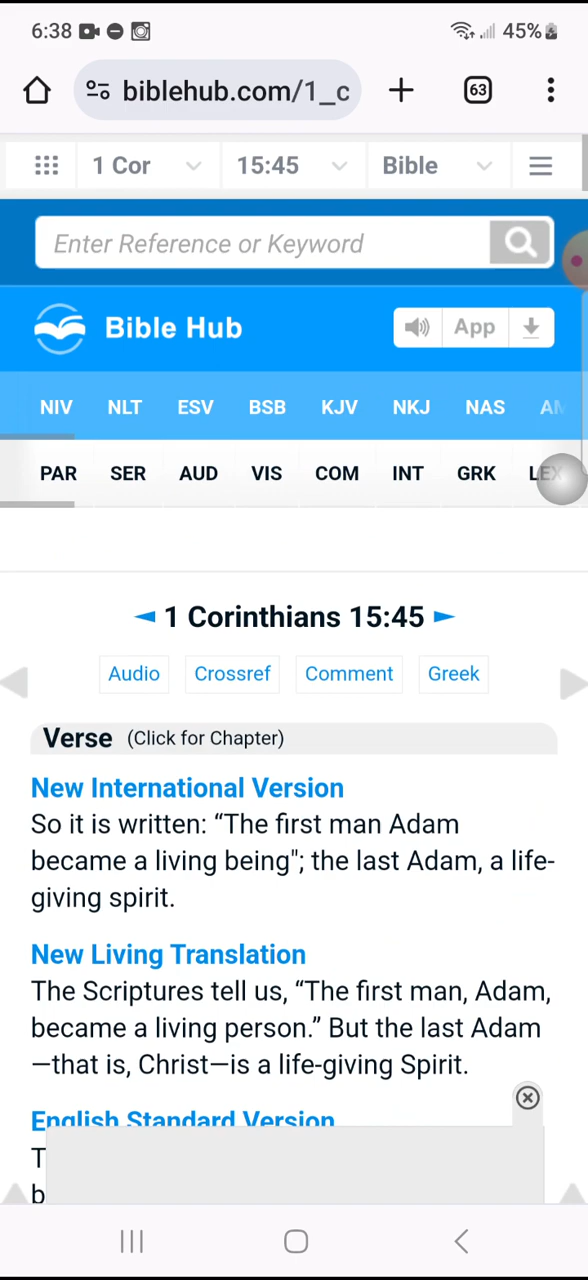 6:38 45%
biblehub.com/1_c 63
1 Cor 15:45 Bible
Enter Reference or Keyword
Bible Hub App
NIV NLT ESV BSB KJV NKJ NAS AM
PAR SER AUD VIS COM INT GRK LEX
1 Corinthians 15:45
Audio Crossref Comment Greek
Verse (Click for Chapter)
New International Version
So it is written: “The first man Adam
became a living being"; the last Adam, a life-
giving spirit.
New Living Translation
The Scriptures tell us, “The first man, Adam,
became a living person.” But the last Adam
—that is, Christ—is a life-giving Spirit.
English Standard Version
T
b